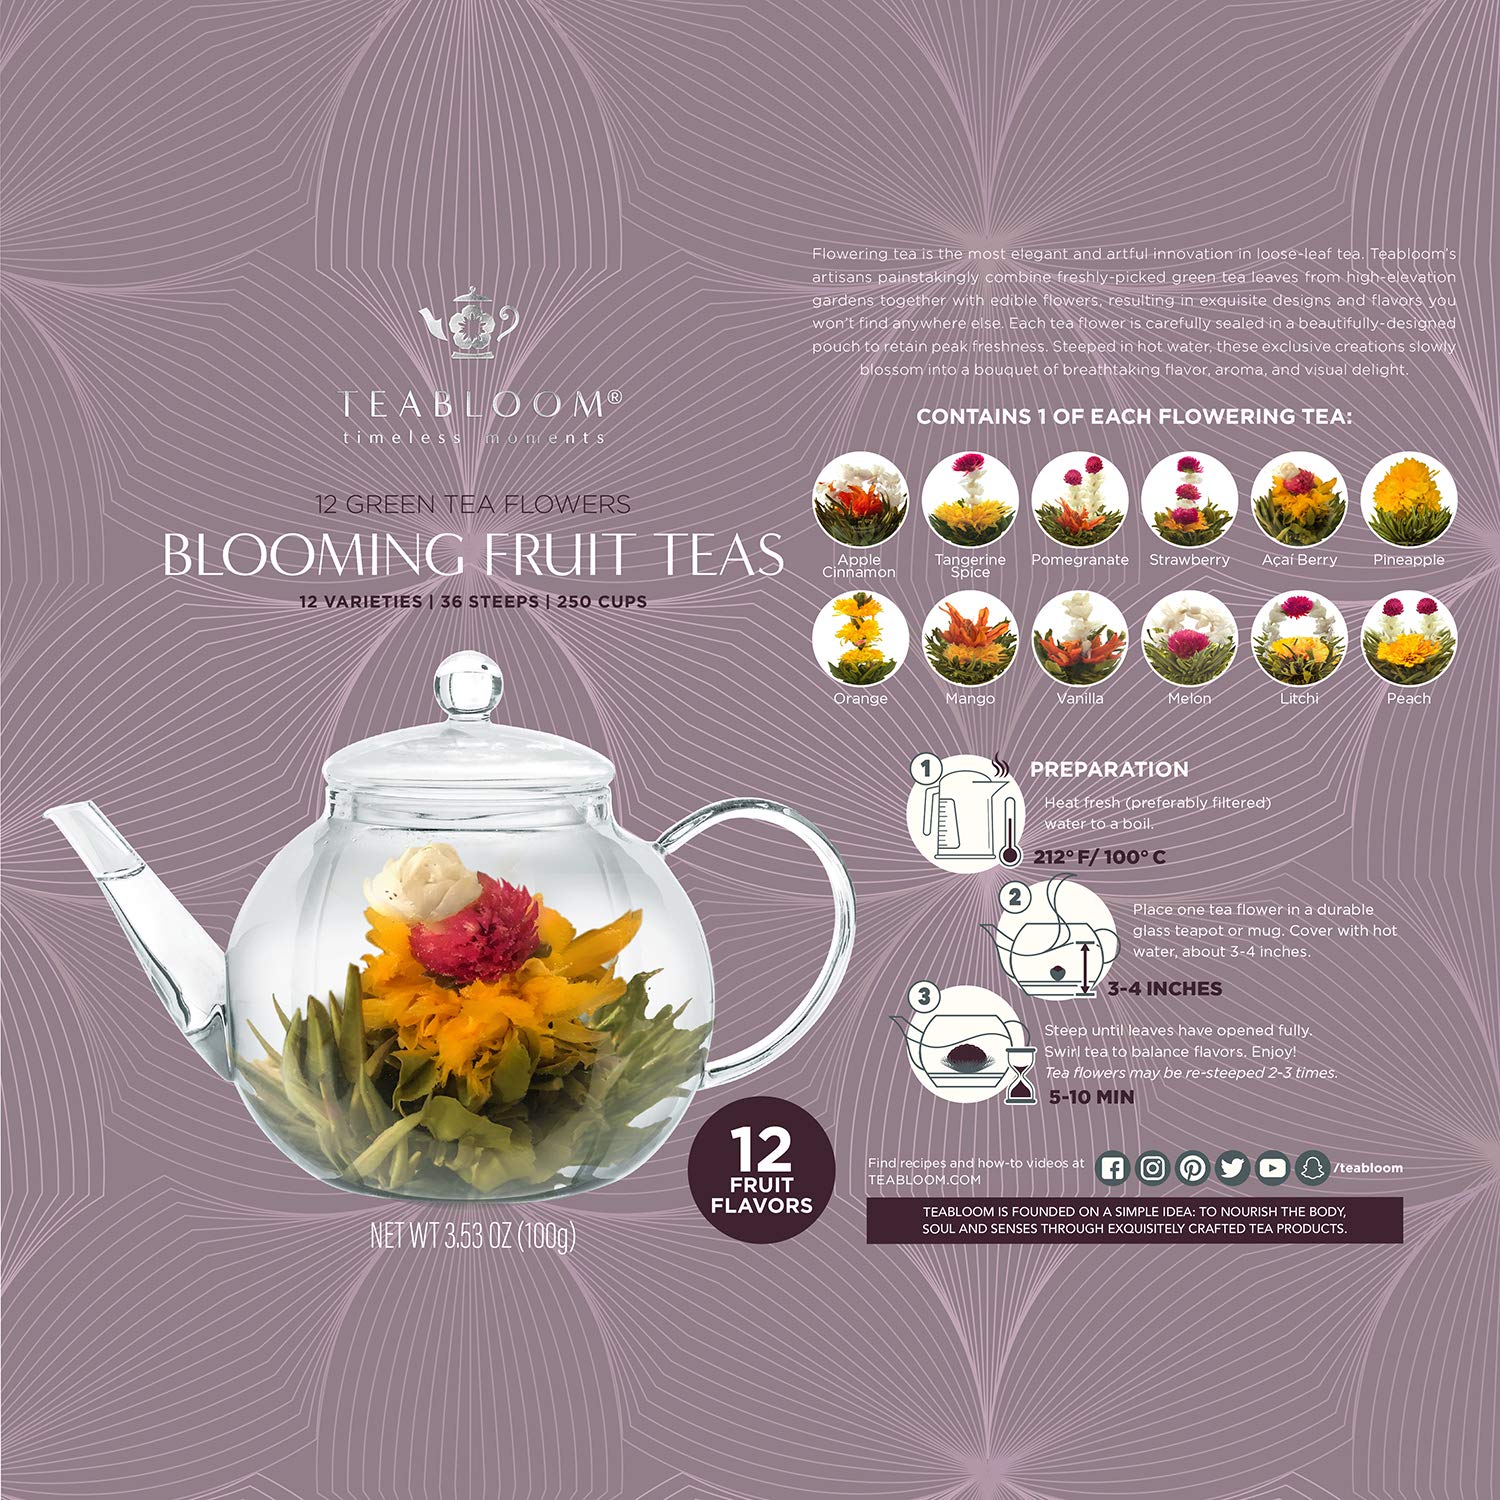 TEABLOOM®
timeless moments
12 GREEN TEA FLOWERS
BLOOMING FRUIT TEAS
12 VARIETIES | 36 STEEPS | 250 CUPS
12
FRUIT
FLAVORS
NET WT 3.53 OZ (100g)
Flowering tea is the most elegant and artful innovation in loose-leaf tea. Teabloom's
artisans painstakingly combine freshly-picked green tea leaves from high-elevation
gardens together with edible flowers, resulting in exquisite designs and flavors you
won't find anywhere else. Each tea flower is carefully sealed in a beautifully-designed
pouch to retain peak freshness. Steeped in hot water, these exclusive creations slowly
blossom into a bouquet of breathtaking flavor, aroma, and visual delight.
CONTAINS 1 OF EACH FLOWERING TEA:
Apple
Cinnamon
Tangerine
Spice
Pomegranate
Strawberry
Açaí Berry
Pineapple
Orange
Mango
Vanilla
Melon
Litchi
Peach
1
PREPARATION
Heat fresh (preferably filtered)
water to a boil.
212° F/ 100° C
2
Place one tea flower in a durable
glass teapot or mug. Cover with hot
water, about 3-4 inches.
3-4 INCHES
3
Steep until leaves have opened fully.
Swirl tea to balance flavors. Enjoy!
Tea flowers may be re-steeped 2-3 times.
5-10 MIN
Find recipes and how-to videos at
TEABLOOM.COM
/teabloom
TEABLOOM IS FOUNDED ON A SIMPLE IDEA: TO NOURISH THE BODY,
SOUL AND SENSES THROUGH EXQUISITELY CRAFTED TEA PRODUCTS.